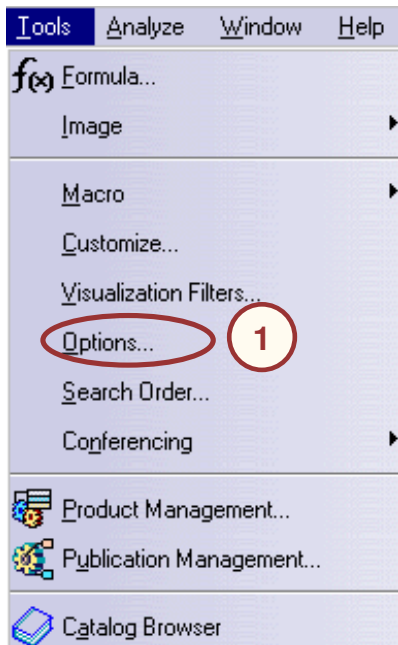 Tools Analyze Window Help
f(x) Formula...
Image
Macro
Customize...
Visualization Filters...
Options... 1
Search Order...
Conferencing
Product Management...
Publication Management...
Catalog Browser